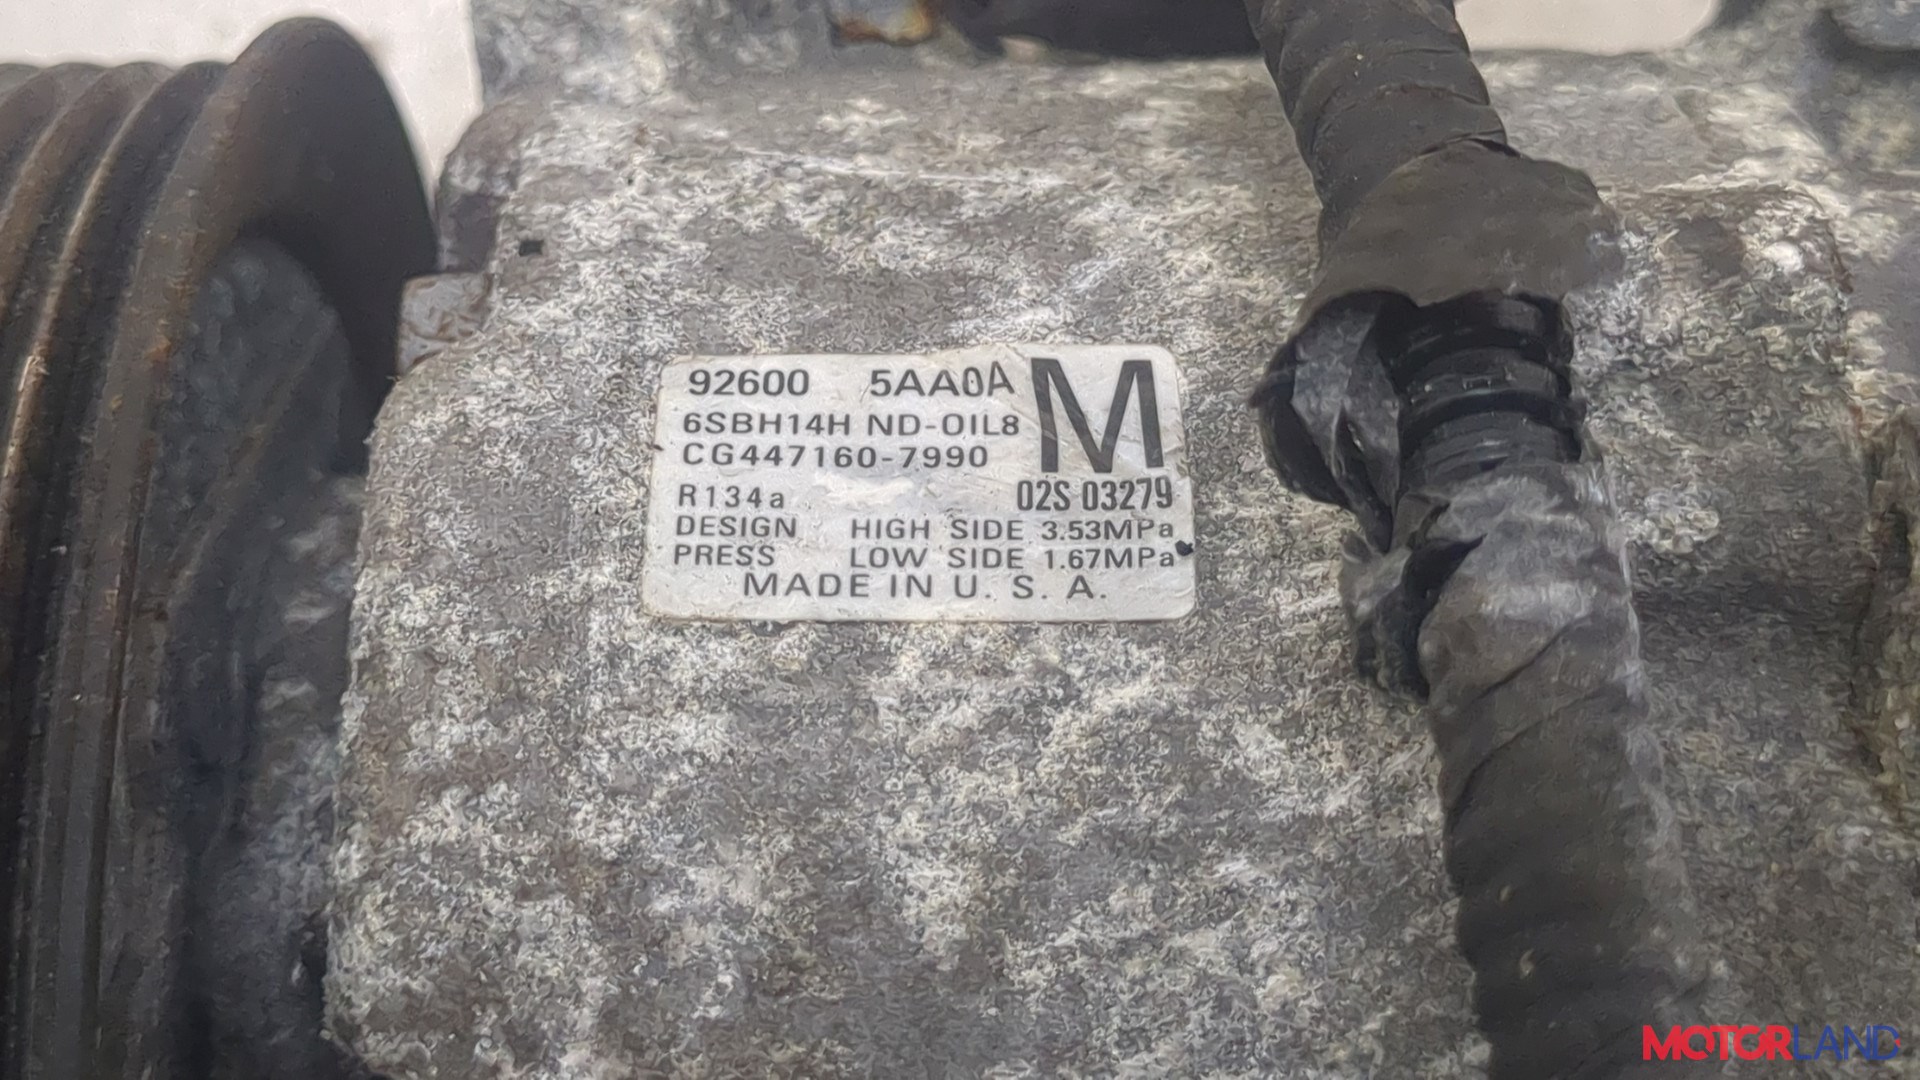 92600 5AA0A M
6SBH14H ND-OIL8
CG447160-7990
R134a 02S 03279
DESIGN HIGH SIDE 3.53MPa
PRESS LOW SIDE 1.67MPa
MADE IN U. S. A.
MOTORLAND